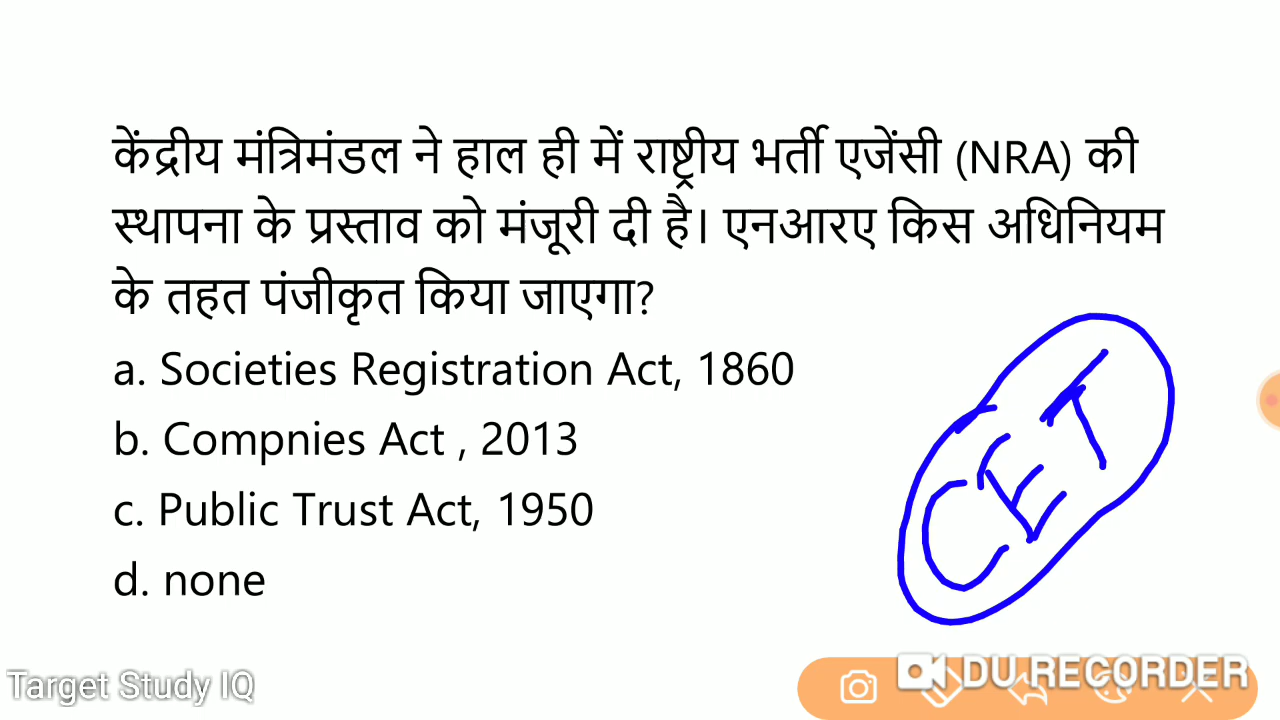 केंद्रीय मंत्रिमंडल ने हाल ही में राष्ट्रीय भर्ती एजेंसी (NRA) की
स्थापना के प्रस्ताव को मंजूरी दी है। एनआरए किस अधिनियम
के तहत पंजीकृत किया जाएगा?
a. Societies Registration Act, 1860
b. Compnies Act , 2013
c. Public Trust Act, 1950
d. none
CET
Target Study IQ
DU RECORDER